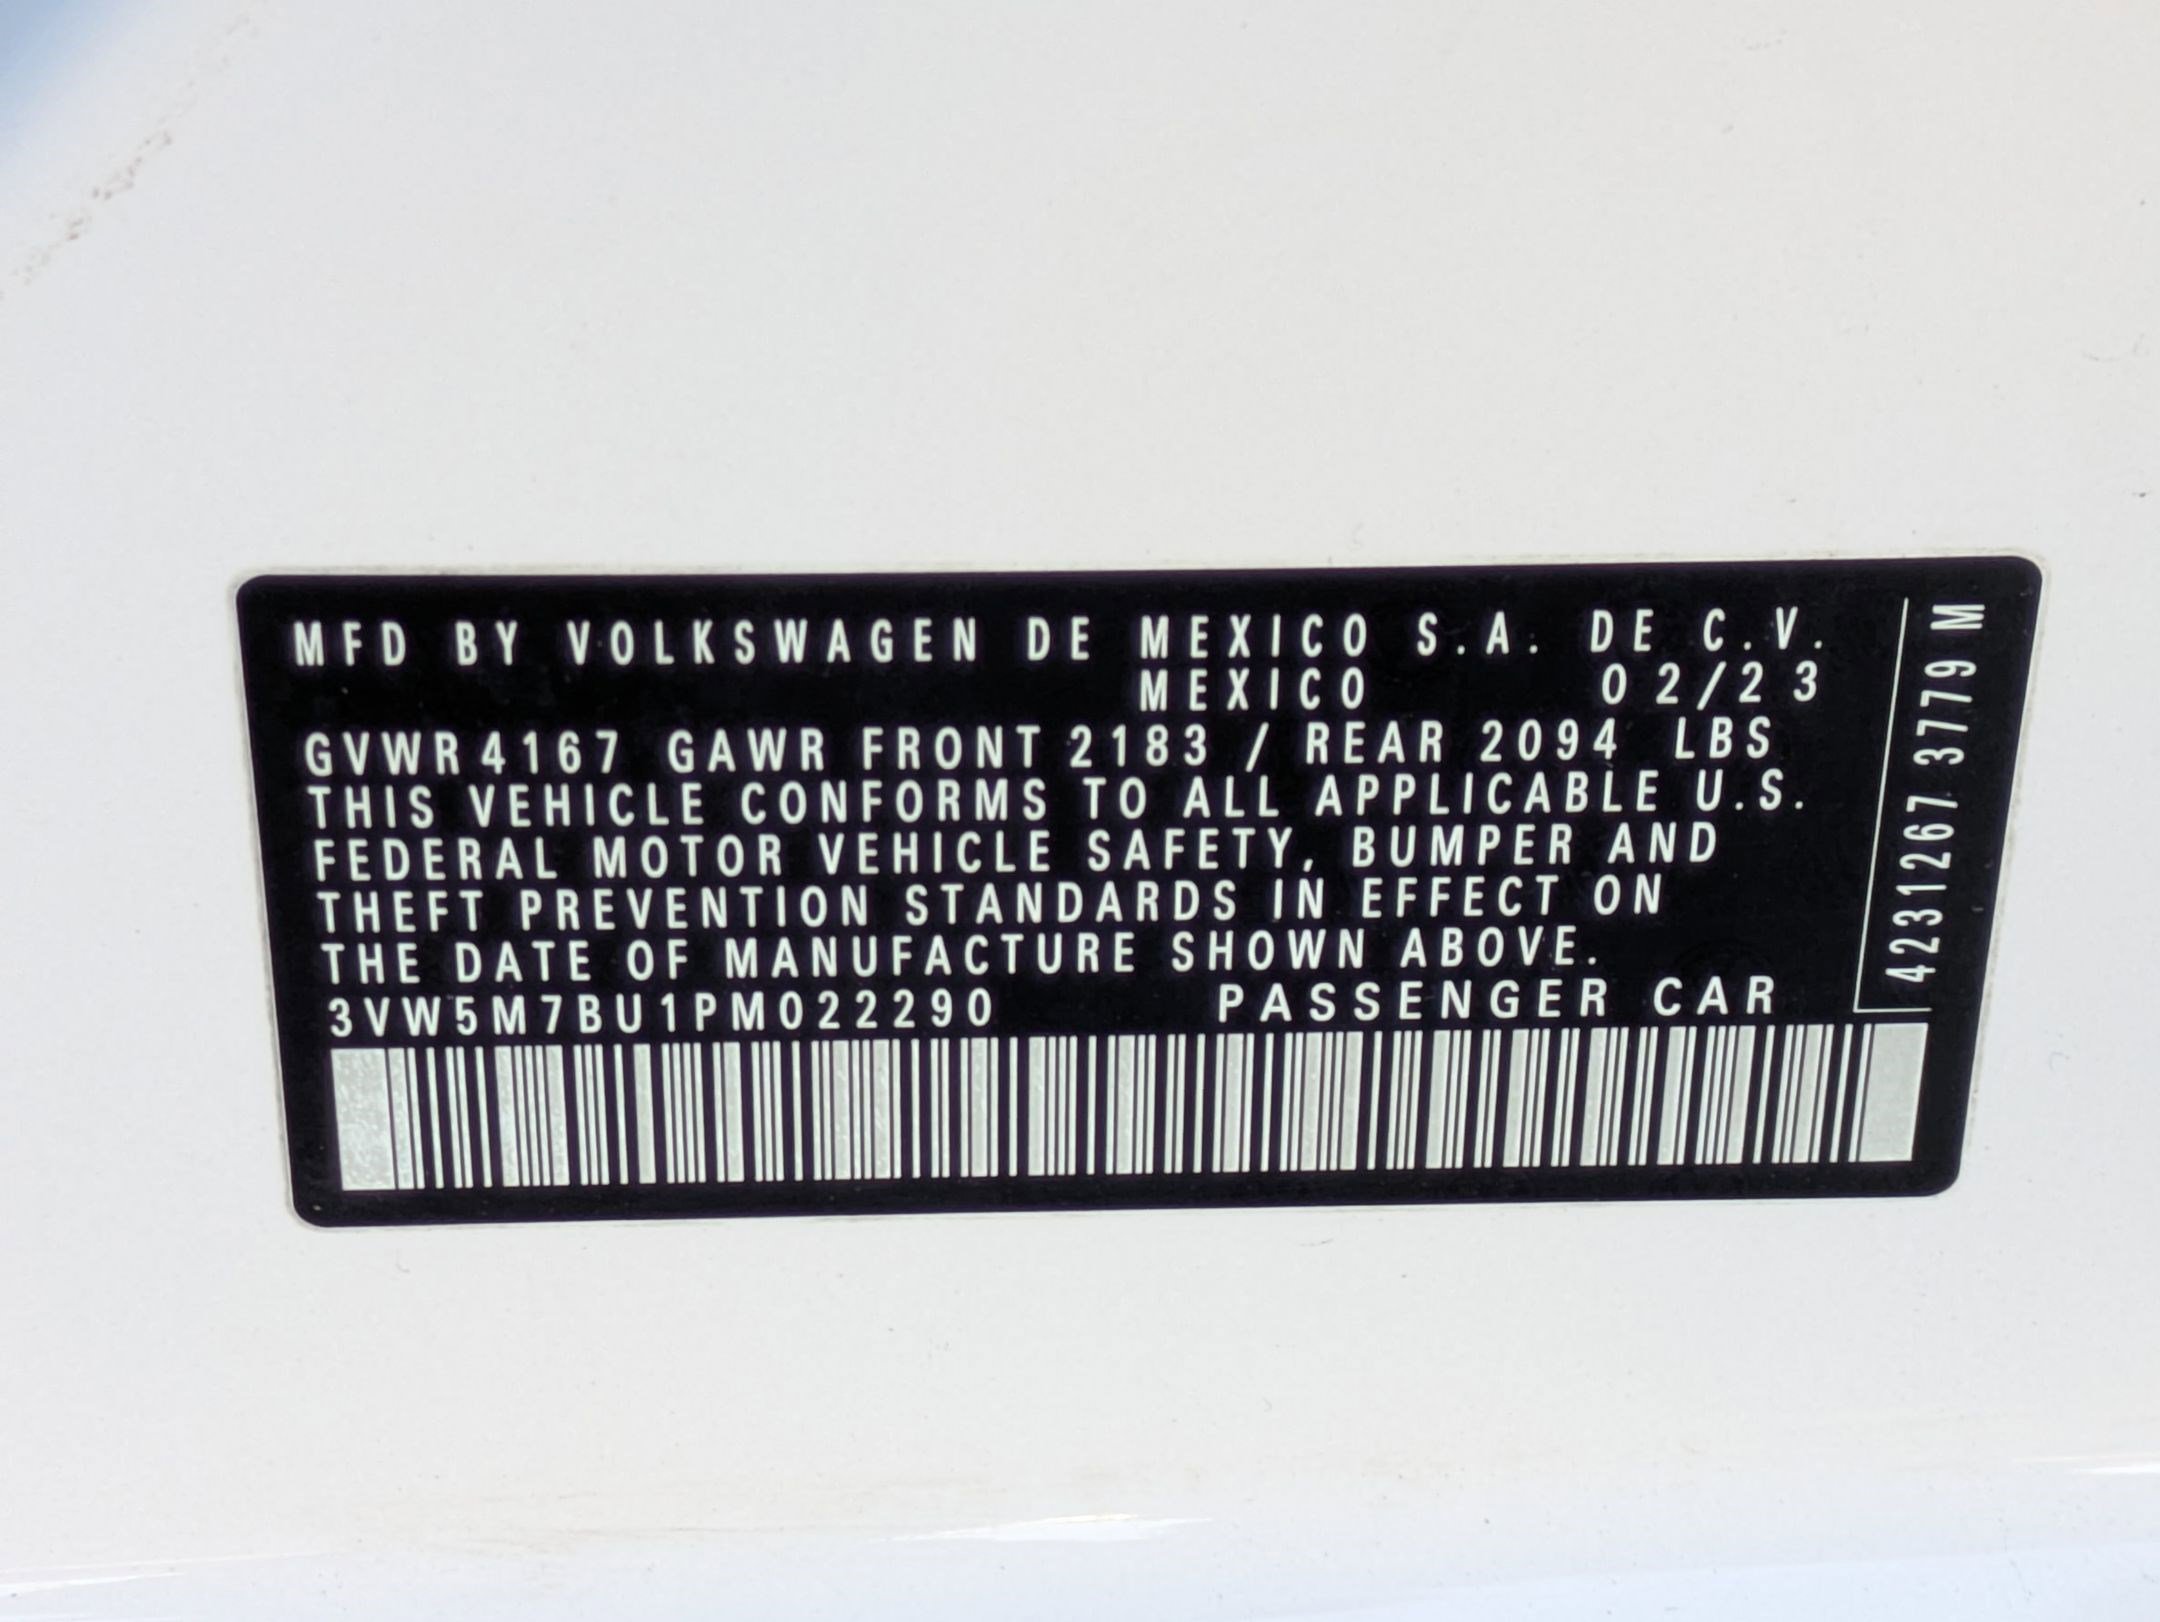 MFD BY VOLKSWAGEN DE MEXICO S.A. DE C.V.
MEXICO 02/23
GVWR 4167 GAWR FRONT 2183 / REAR 2094 LBS
THIS VEHICLE CONFORMS TO ALL APPLICABLE U.S.
FEDERAL MOTOR VEHICLE SAFETY, BUMPER AND
THEFT PREVENTION STANDARDS IN EFFECT ON
THE DATE OF MANUFACTURE SHOWN ABOVE.
3VW5M7BU1PM022290 PASSENGER CAR
4231267 3779 M